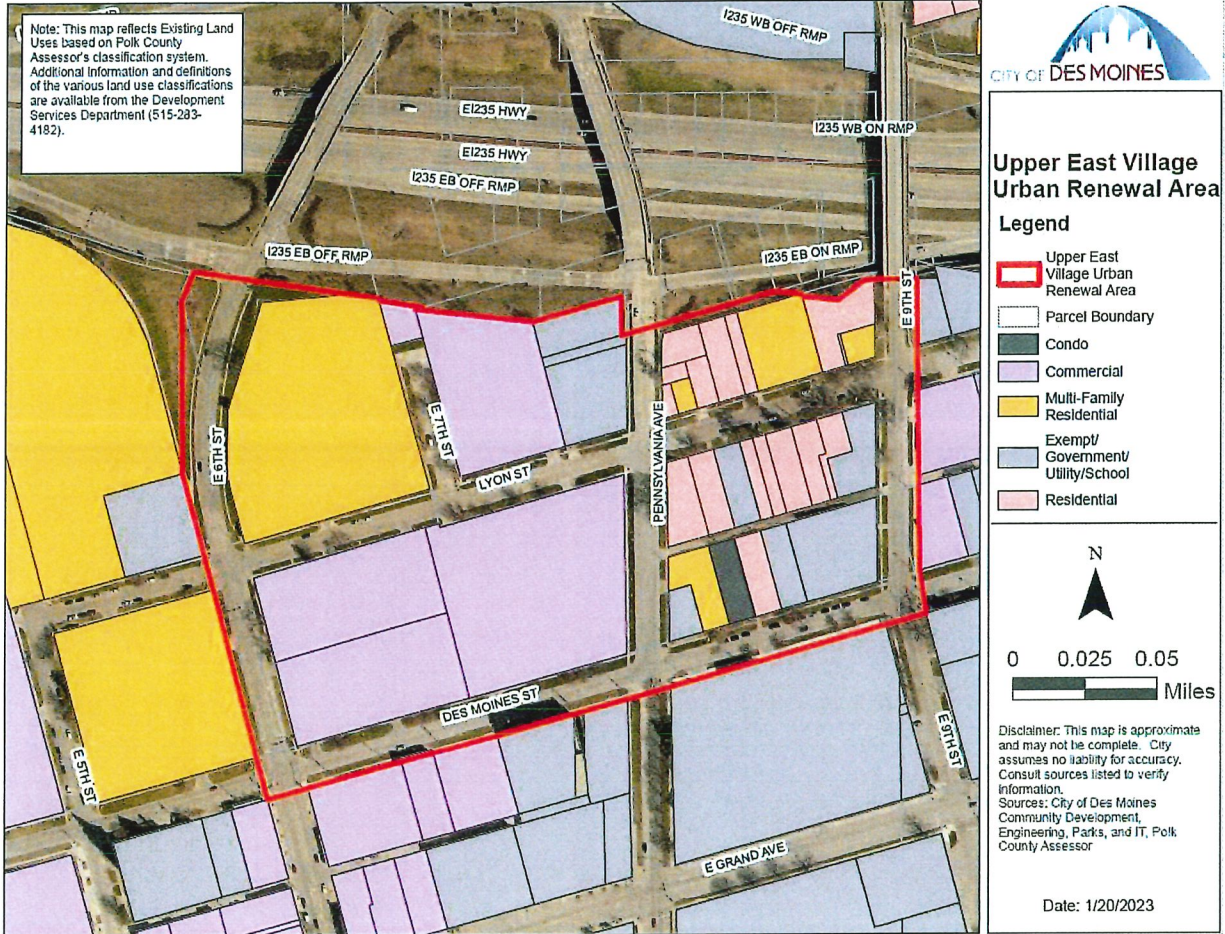 Note: This map reflects Existing Land
Uses based on Polk County
Assessor's classification system.
Additional Information and definitions
of the various land use classifications
are available from the Development
Services Department (515-283-
4182).
I235 WB OFF RMP
EI235 HWY
I235 WB ON RMP
EI235 HWY
I235 EB OFF RMP
I235 EB OFF RMP
I235 EB ON RMP
E 9TH ST
E 7TH ST
E 6TH ST
LYON ST
PENNSYLVANIA AVE
DES MOINES ST
E 5TH ST
E 9TH ST
E GRAND AVE
CITY OF DES MOINES
Upper East Village
Urban Renewal Area
Legend
Upper East
Village Urban
Renewal Area
Parcel Boundary
Condo
Commercial
Multi-Family
Residential
Exempt/
Government/
Utility/School
Residential
N
0 0.025 0.05
Miles
Disclaimer: This map is approximate
and may not be complete. City
assumes no liability for accuracy.
Consult sources listed to verify
information.
Sources: City of Des Moines
Community Development,
Engineering, Parks, and IT, Polk
County Assessor
Date: 1/20/2023